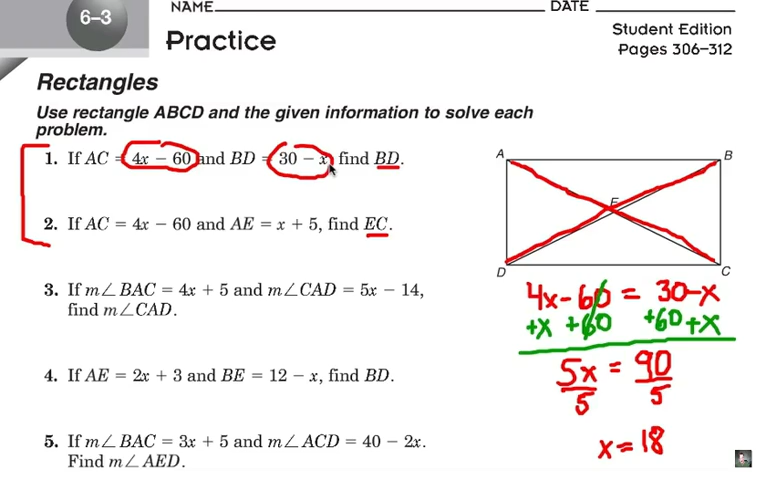 6–3
NAME
DATE
Practice
Student Edition
Pages 306–312
Rectangles
Use rectangle ABCD and the given information to solve each
problem.
1. If AC = 4x − 60 and BD = 30 − x, find BD.
2. If AC = 4x − 60 and AE = x + 5, find EC.
3. If m∠BAC = 4x + 5 and m∠CAD = 5x − 14,
find m∠CAD.
4. If AE = 2x + 3 and BE = 12 − x, find BD.
5. If m∠BAC = 3x + 5 and m∠ACD = 40 − 2x.
Find m∠AED.
A
B
E
D
C
4x-60 = 30-x
+x +60 +60+x
5x = 90
5 5
x=18